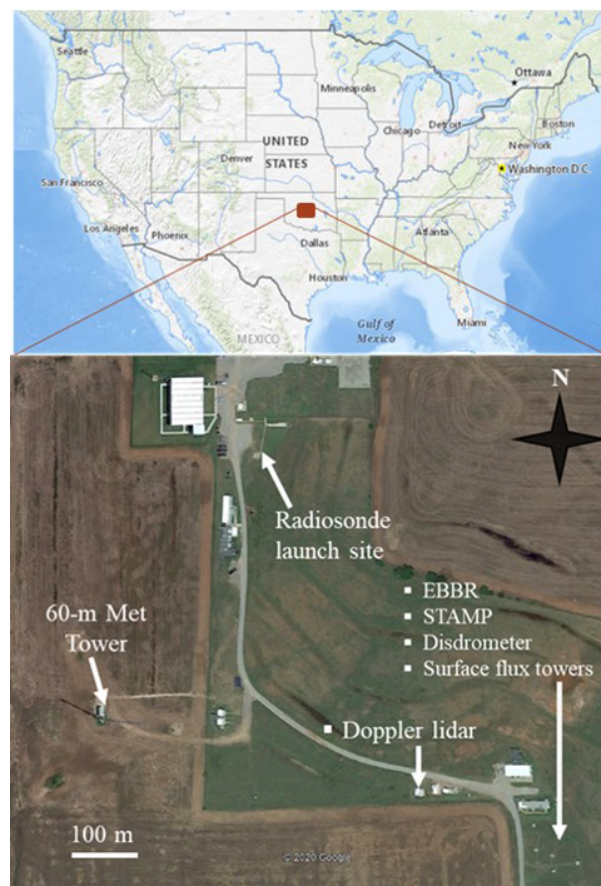 Seattle
Ottawa
Minneapolis
Boston
Chicago
Detroit
New York
UNITED
STATES
Denver
Washington D.C.
San Francisco
Los Angeles
Phoenix
Atlanta
Dallas
Houston
Gulf of
Mexico
Miami
MEXICO
N
Radiosonde
launch site
EBBR
STAMP
Disdrometer
Surface flux towers
60-m Met
Tower
Doppler lidar
100 m
© 2020 Google